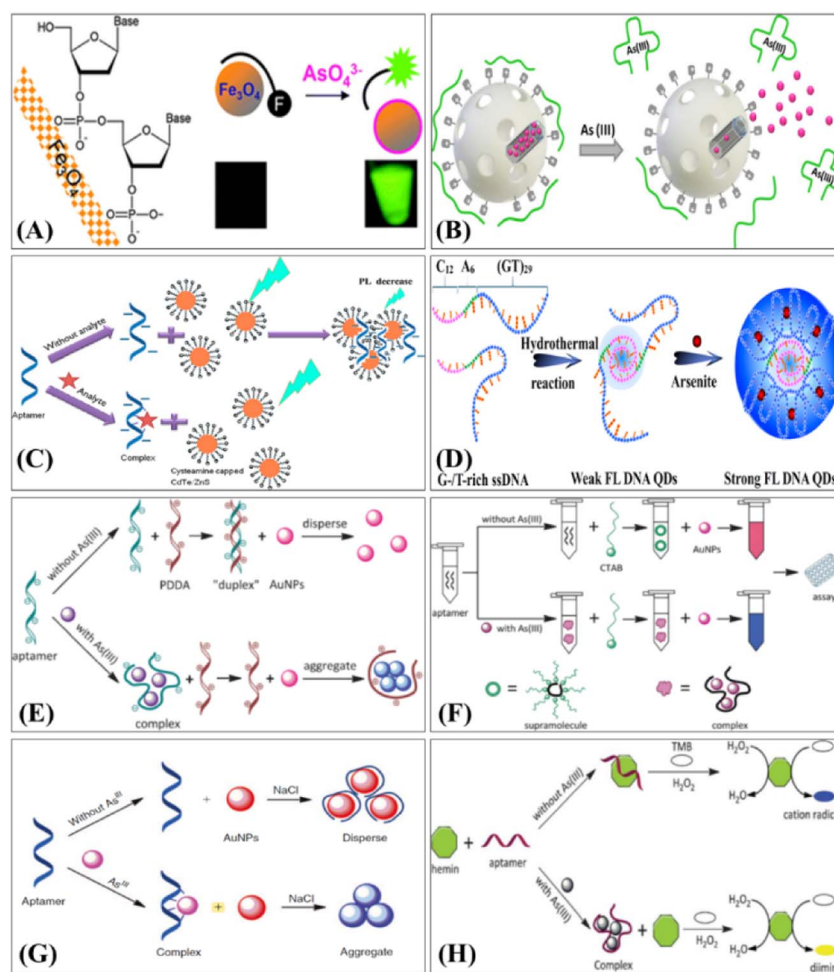 HO
Base
O
O
O=P-O
O-
O
Base
O
O
O=P-O-
O-
Fe3O4
Fe3O4
F
AsO4 3-
(A)
As (III)
As(III)
As(III)
As(III)
(B)
Aptamer
Without analyte
Analyte
Complex
Cysteamine capped
CdTe/ZnS
PL decrease
(C)
C12 A6 (GT)29
Hydrothermal
reaction
Arsenite
G-/T-rich ssDNA
Weak FL DNA QDs
Strong FL DNA QDs
(D)
aptamer
without As(III)
with As(III)
PDDA
"duplex"
AuNPs
disperse
complex
aggregate
(E)
aptamer
without As(III)
with As(III)
CTAB
AuNPs
assay
= supramolecule
= complex
(F)
Aptamer
Without AsIII
AsIII
+
AuNPs
NaCl
Disperse
Complex
+
NaCl
Aggregate
(G)
hemin
+
aptamer
without As(III)
with As(III)
TMB
H2O2
H2O2
H2O
cation radic
Complex
+
H2O2
H2O2
H2O
diimin
(H)